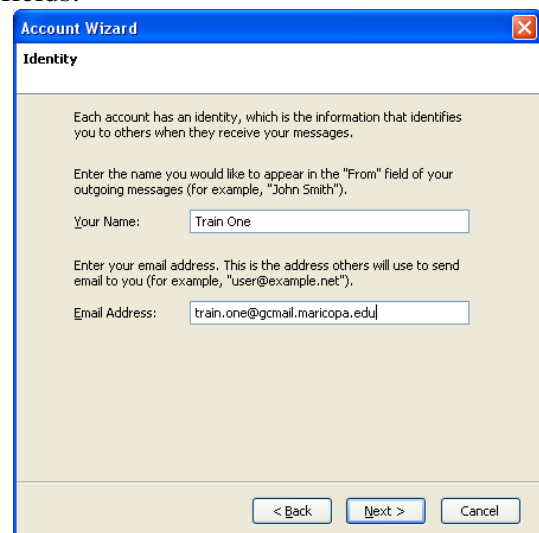 fields.
Account Wizard
Identity
Each account has an identity, which is the information that identifies
you to others when they receive your messages.
Enter the name you would like to appear in the "From" field of your
outgoing messages (for example, "John Smith").
Your Name: Train One
Enter your email address. This is the address others will use to send
email to you (for example, "user@example.net").
Email Address: train.one@gcmail.maricopa.edu
< Back Next > Cancel